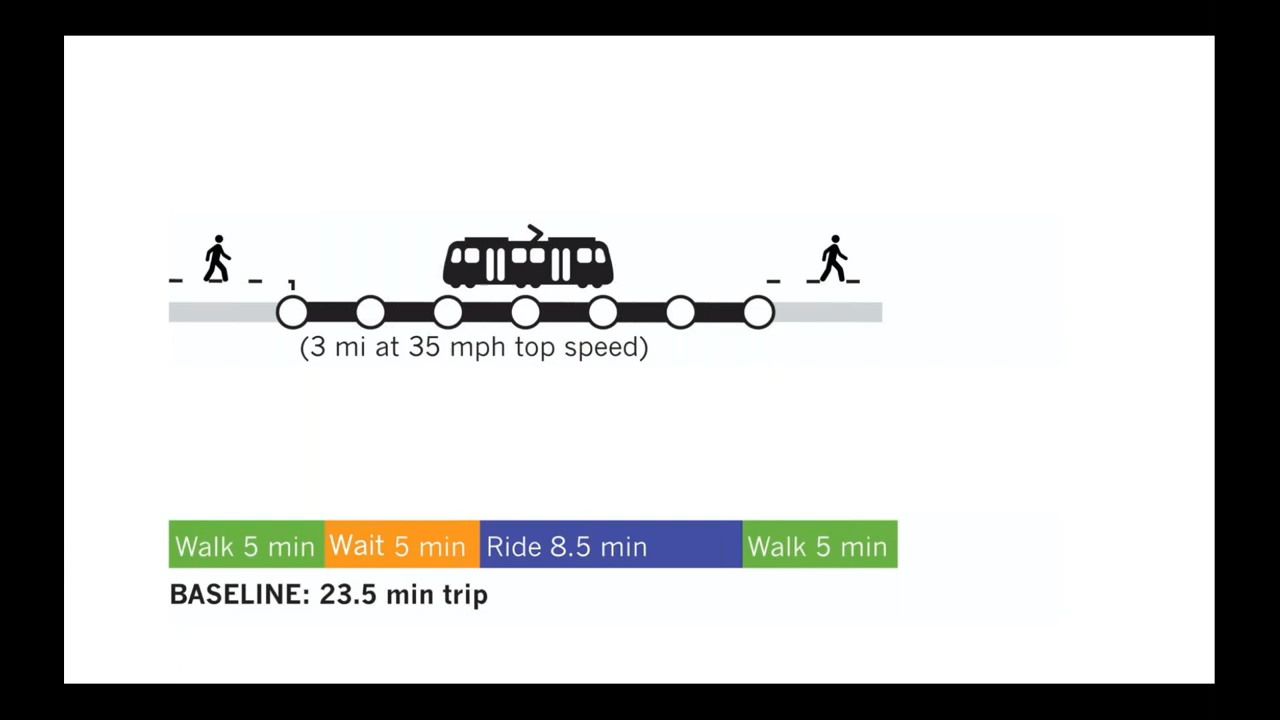 (3 mi at 35 mph top speed)
Walk 5 min Wait 5 min Ride 8.5 min Walk 5 min
BASELINE: 23.5 min trip